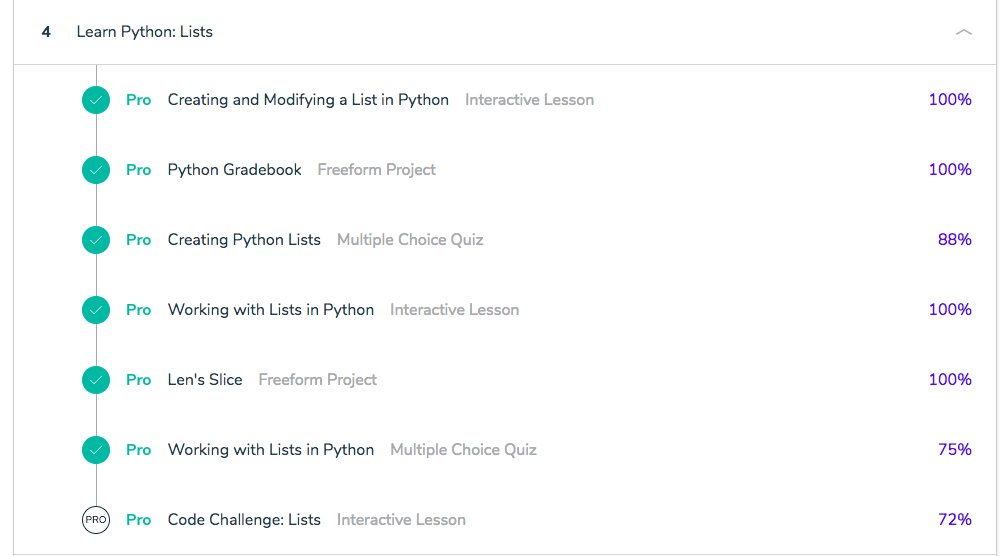 4 Learn Python: Lists
Pro Creating and Modifying a List in Python Interactive Lesson 100%
Pro Python Gradebook Freeform Project 100%
Pro Creating Python Lists Multiple Choice Quiz 88%
Pro Working with Lists in Python Interactive Lesson 100%
Pro Len's Slice Freeform Project 100%
Pro Working with Lists in Python Multiple Choice Quiz 75%
PRO Pro Code Challenge: Lists Interactive Lesson 72%